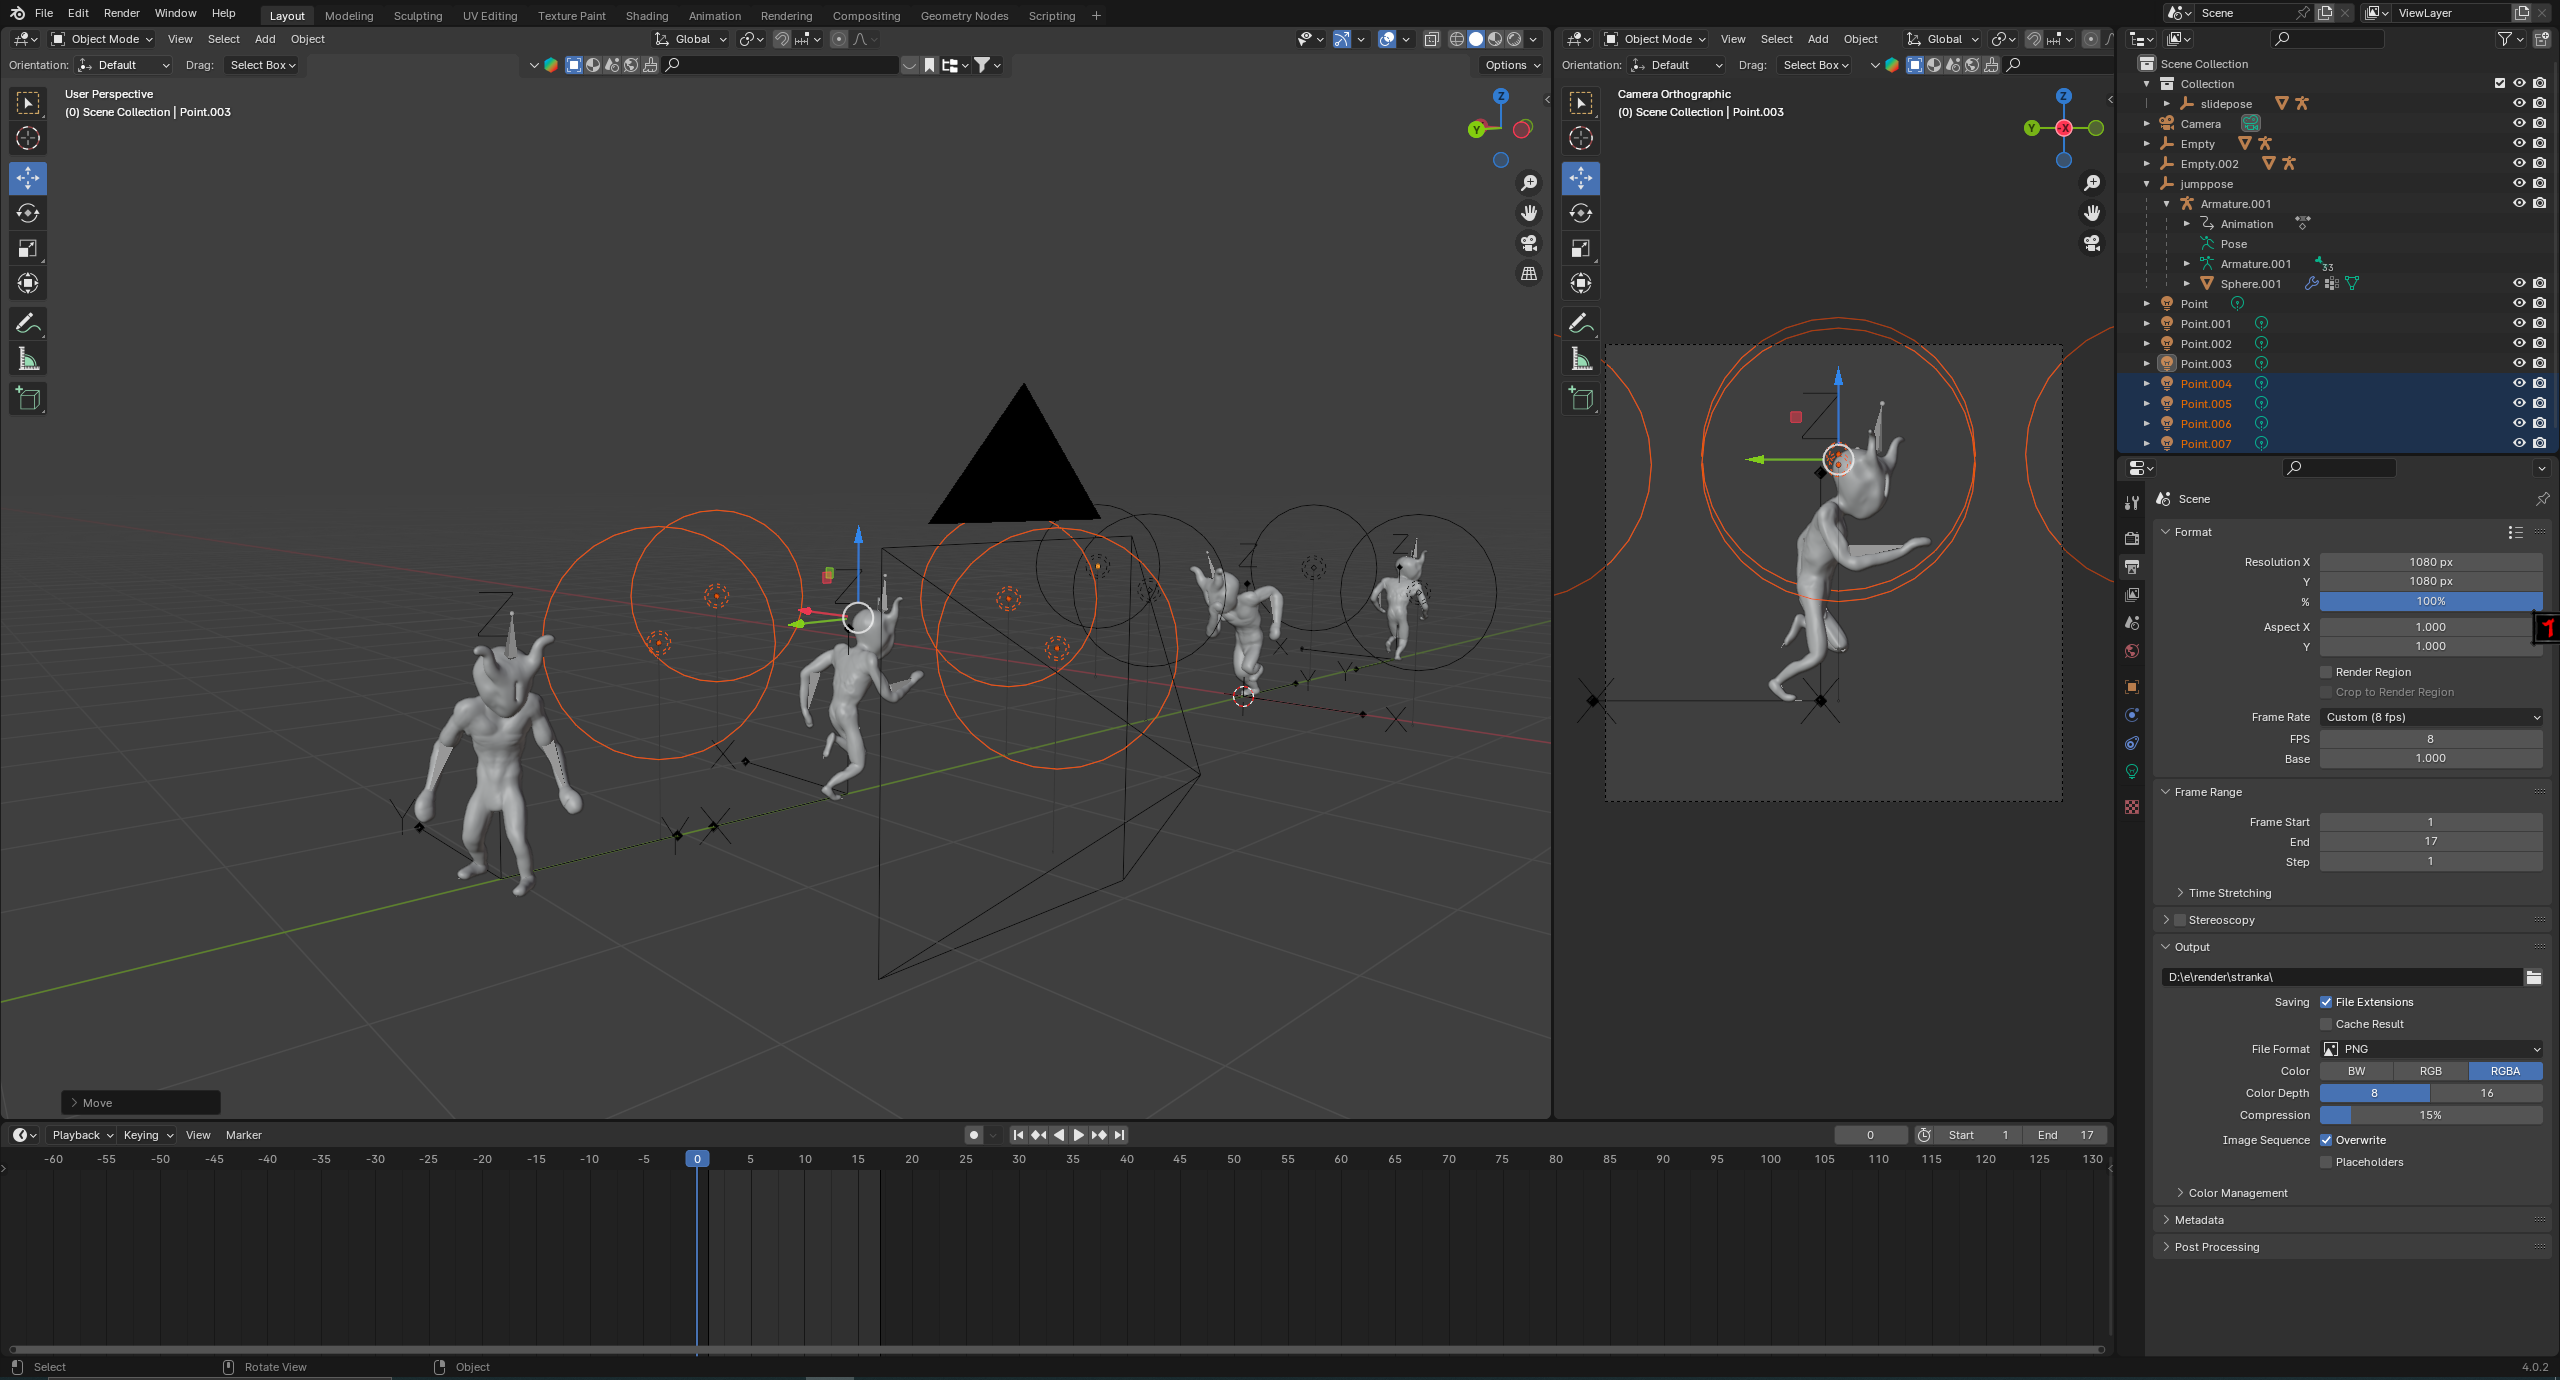 File Edit Render Window Help Layout Modeling Sculpting UV Editing Texture Paint Shading Animation Rendering Compositing Geometry Nodes Scripting Scene ViewLayer
Object Mode View Select Add Object Global Object Mode View Select Add Object Global
Orientation: Default Drag: Select Box Options Orientation: Default Drag: Select Box
User Perspective
(0) Scene Collection | Point.003
Z
Y
Z
X
Y
X
Z
X
Y
Z
Y
X
Z
Move
Camera Orthographic
(0) Scene Collection | Point.003
Z
Y
-X
Z
X
X
Scene Collection
Collection
slidepose
Camera
Empty
Empty.002
jumppose
Armature.001
Animation
Pose
Armature.001 33
Sphere.001
Point
Point.001
Point.002
Point.003
Point.004
Point.005
Point.006
Point.007
Scene
Format
Resolution X 1080 px
Y 1080 px
% 100%
Aspect X 1.000
Y 1.000
Render Region
Crop to Render Region
Frame Rate Custom (8 fps)
FPS 8
Base 1.000
Frame Range
Frame Start 1
End 17
Step 1
Time Stretching
Stereoscopy
Output
D:\e\render\stranka\
Saving File Extensions
Cache Result
File Format PNG
Color BW RGB RGBA
Color Depth 8 16
Compression 15%
Image Sequence Overwrite
Placeholders
Color Management
Metadata
Post Processing
Playback Keying View Marker 0 Start 1 End 17
-60 -55 -50 -45 -40 -35 -30 -25 -20 -15 -10 -5 0 5 10 15 20 25 30 35 40 45 50 55 60 65 70 75 80 85 90 95 100 105 110 115 120 125 130
Select Rotate View Object 4.0.2